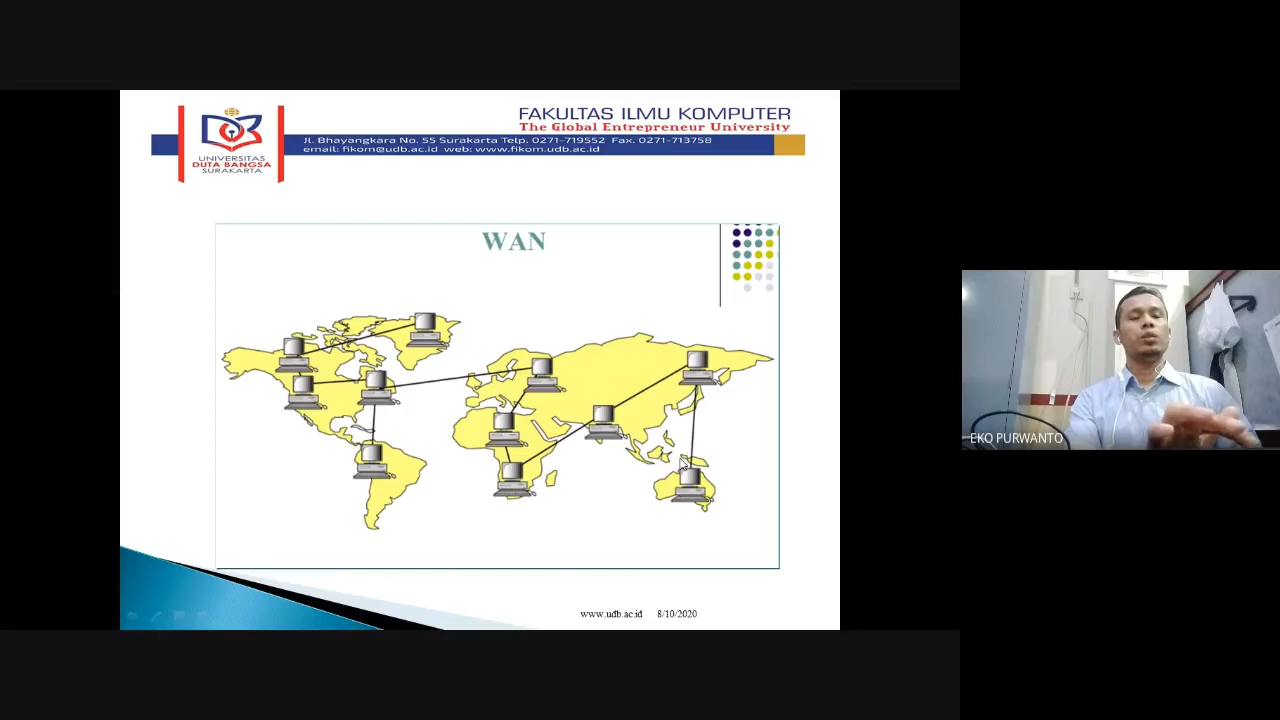 FAKULTAS ILMU KOMPUTER
The Global Entrepreneur University
Jl. Bhayangkara No. 55 Surakarta Telp. 0271-719552 Fax. 0271-713758
email: fikom@udb.ac.id web: www.fikom.udb.ac.id
UNIVERSITAS
DUTA BANGSA
SURAKARTA
WAN
EKO PURWANTO
www.udb.ac.id 8/10/2020